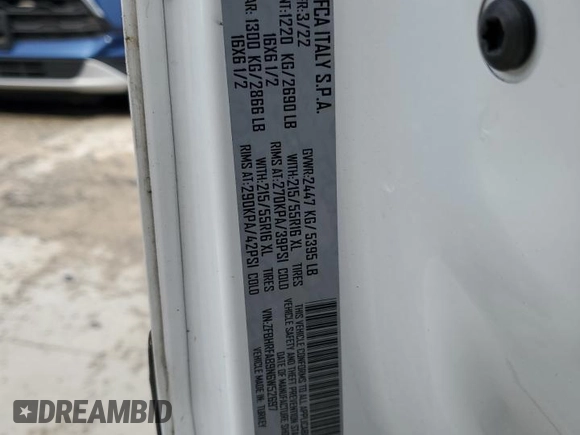 FCA ITALY S.P.A.
TR:3/22 GVWR:2447 KG/5395 LB
NT:1220 KG/2690 LB WITH:215/55R16 XL TIRES
16X6 1/2 RIMS AT:270KPA/39PSI COLD
AR:1300 KG/2866 LB WITH:215/55R16 XL TIRES
16X6 1/2 RIMS AT:290KPA/42PSI COLD
THIS VEHICLE CONFORMS TO ALL
VEHICLE SAFETY AND THEFT PREVENTION
DATE OF MANUFACTURE
MADE IN: TURKEY
DREAMBID